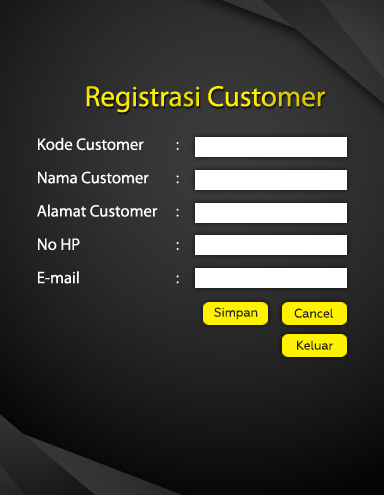 Registrasi Customer
Kode Customer :
Nama Customer :
Alamat Customer :
No HP :
E-mail :
Simpan Cancel
Keluar